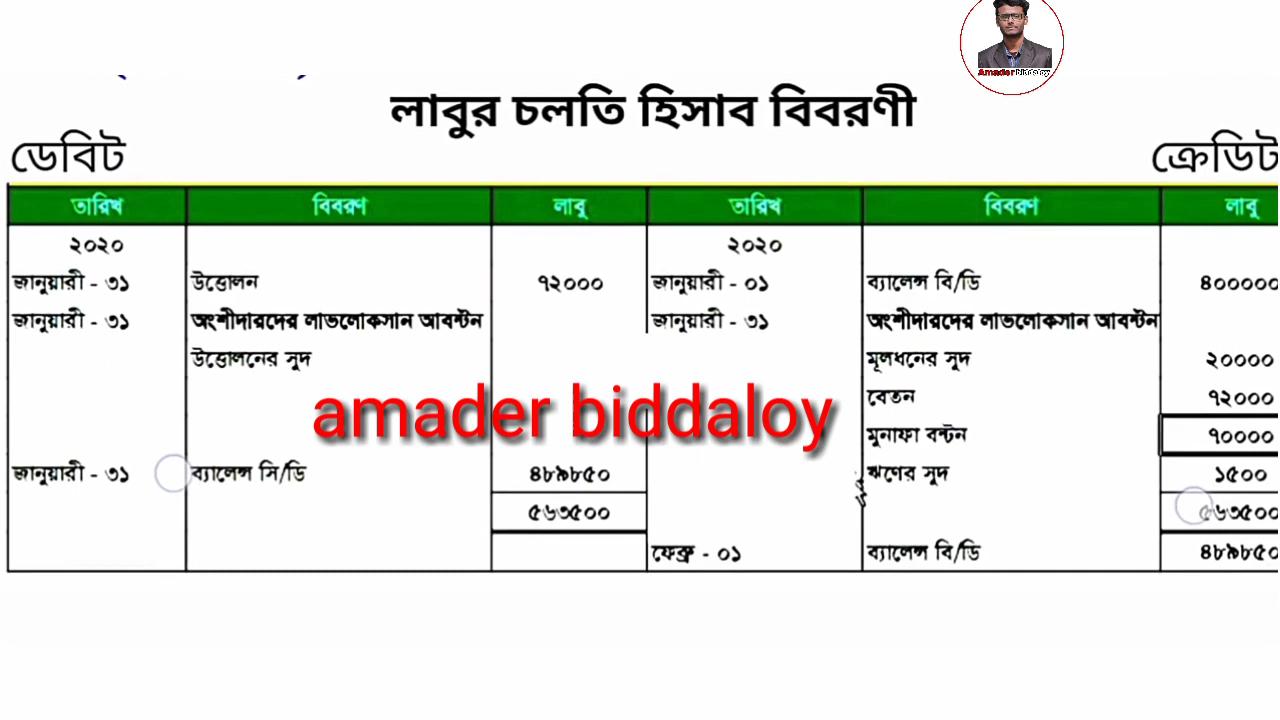 Amader biddaloy
লাবুর চলতি হিসাব বিবরণী
ডেবিট ক্রেডিট
তারিখ বিবরণ লাবু তারিখ বিবরণ লাবু
২০২০ ২০২০
জানুয়ারী - ৩১ উত্তোলন ৭২০০০ জানুয়ারী - ০১ ব্যালেন্স বি/ডি ৪০০০০০
জানুয়ারী - ৩১ অংশীদারদের লাভলোকসান আবন্টন জানুয়ারী - ৩১ অংশীদারদের লাভলোকসান আবন্টন
উত্তোলনের সুদ মূলধনের সুদ ২০০০০
বেতন ৭২০০০
amader biddaloy
মুনাফা বন্টন ৭০০০০
জানুয়ারী - ৩১ ব্যালেন্স সি/ডি ৪৮৯৮৫০ ঋণের সুদ ১৫০০
৫৬৩৫০০ ৫৬৩৫০০
ফেব্রু - ০১ ব্যালেন্স বি/ডি ৪৮৯৮৫০